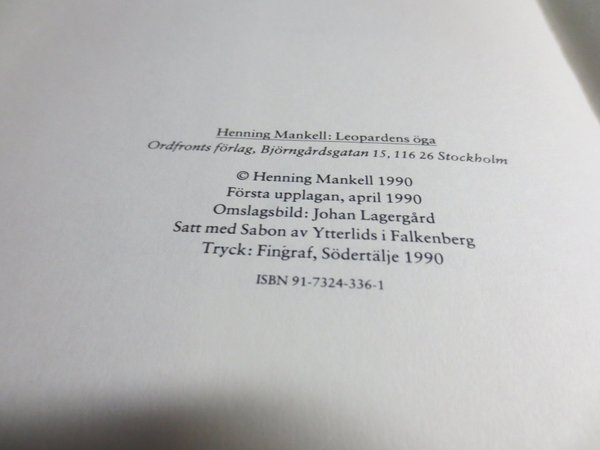 Henning Mankell: Leopardens öga
Ordfronts förlag, Björngårdsgatan 15, 116 26 Stockholm
© Henning Mankell 1990
Första upplagan, april 1990
Omslagsbild: Johan Lagergård
Satt med Sabon av Ytterlids i Falkenberg
Tryck: Fingraf, Södertälje 1990
ISBN 91-7324-336-1